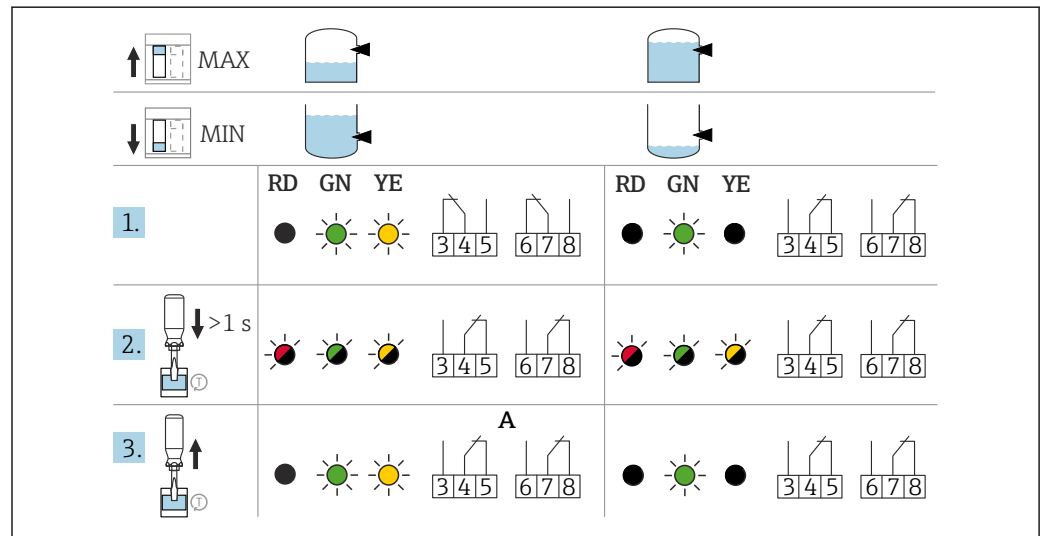 MAX
MIN
RD GN YE RD GN YE
1. 3 4 5 6 7 8 3 4 5 6 7 8
2. >1 s T 3 4 5 6 7 8 3 4 5 6 7 8
A
3. T 3 4 5 6 7 8 3 4 5 6 7 8